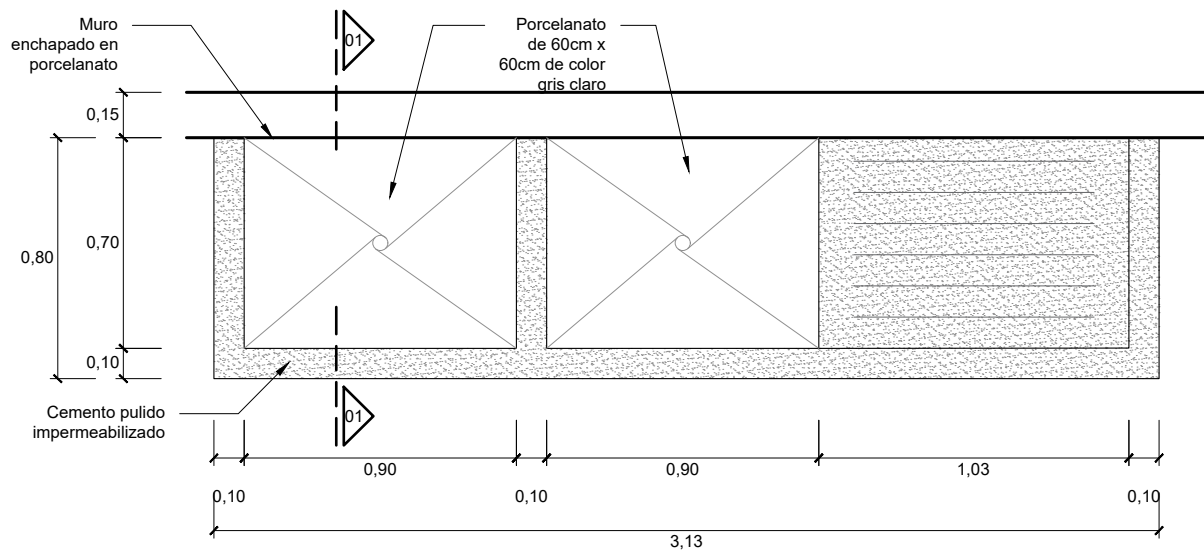 Muro
enchapado en
porcelanato
01
Porcelanato
de 60cm x
60cm de color
gris claro
0,15
0,80
0,70
0,10
Cemento pulido
impermeabilizado
01
0,90
0,90
1,03
0,10
0,10
0,10
3,13